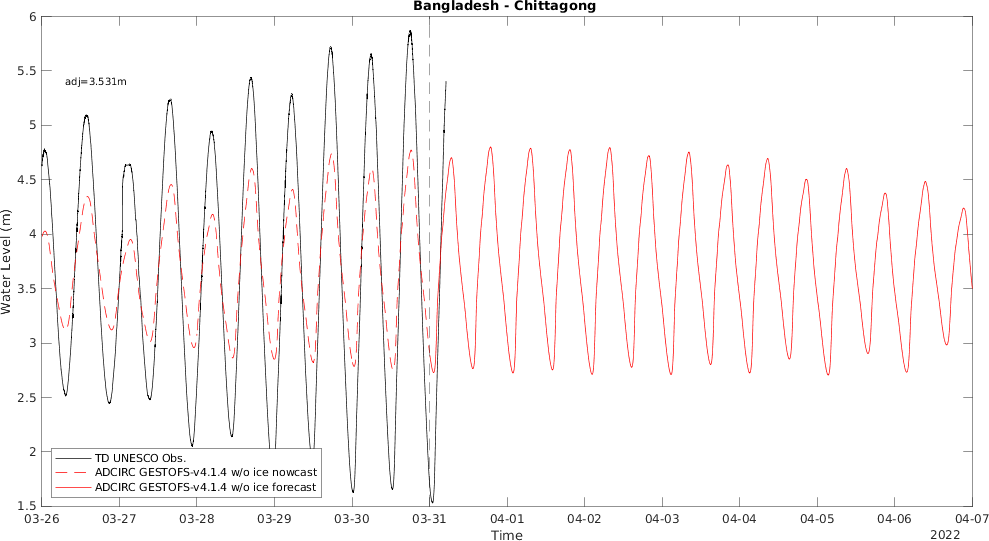 Bangladesh - Chittagong
6
5.5
5
4.5
4
3.5
3
2.5
2
1.5
Water Level (m)
adj=3.531m
TD UNESCO Obs.
ADCIRC GESTOFS-v4.1.4 w/o ice nowcast
ADCIRC GESTOFS-v4.1.4 w/o ice forecast
03-26 03-27 03-28 03-29 03-30 03-31 04-01 04-02 04-03 04-04 04-05 04-06 04-07
Time
2022